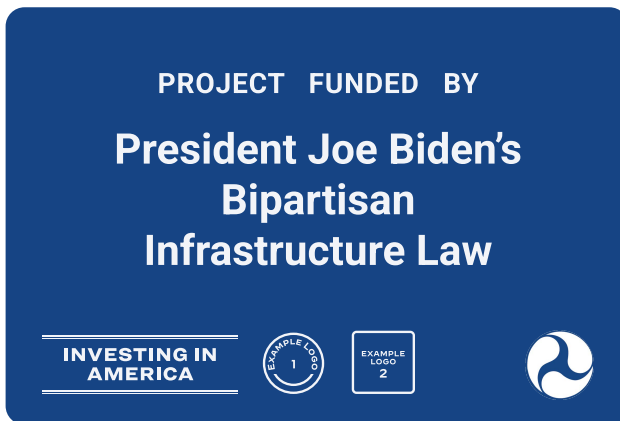 PROJECT FUNDED BY
President Joe Biden’s
Bipartisan
Infrastructure Law
INVESTING IN
AMERICA
EXAMPLE LOGO
1
EXAMPLE
LOGO
2